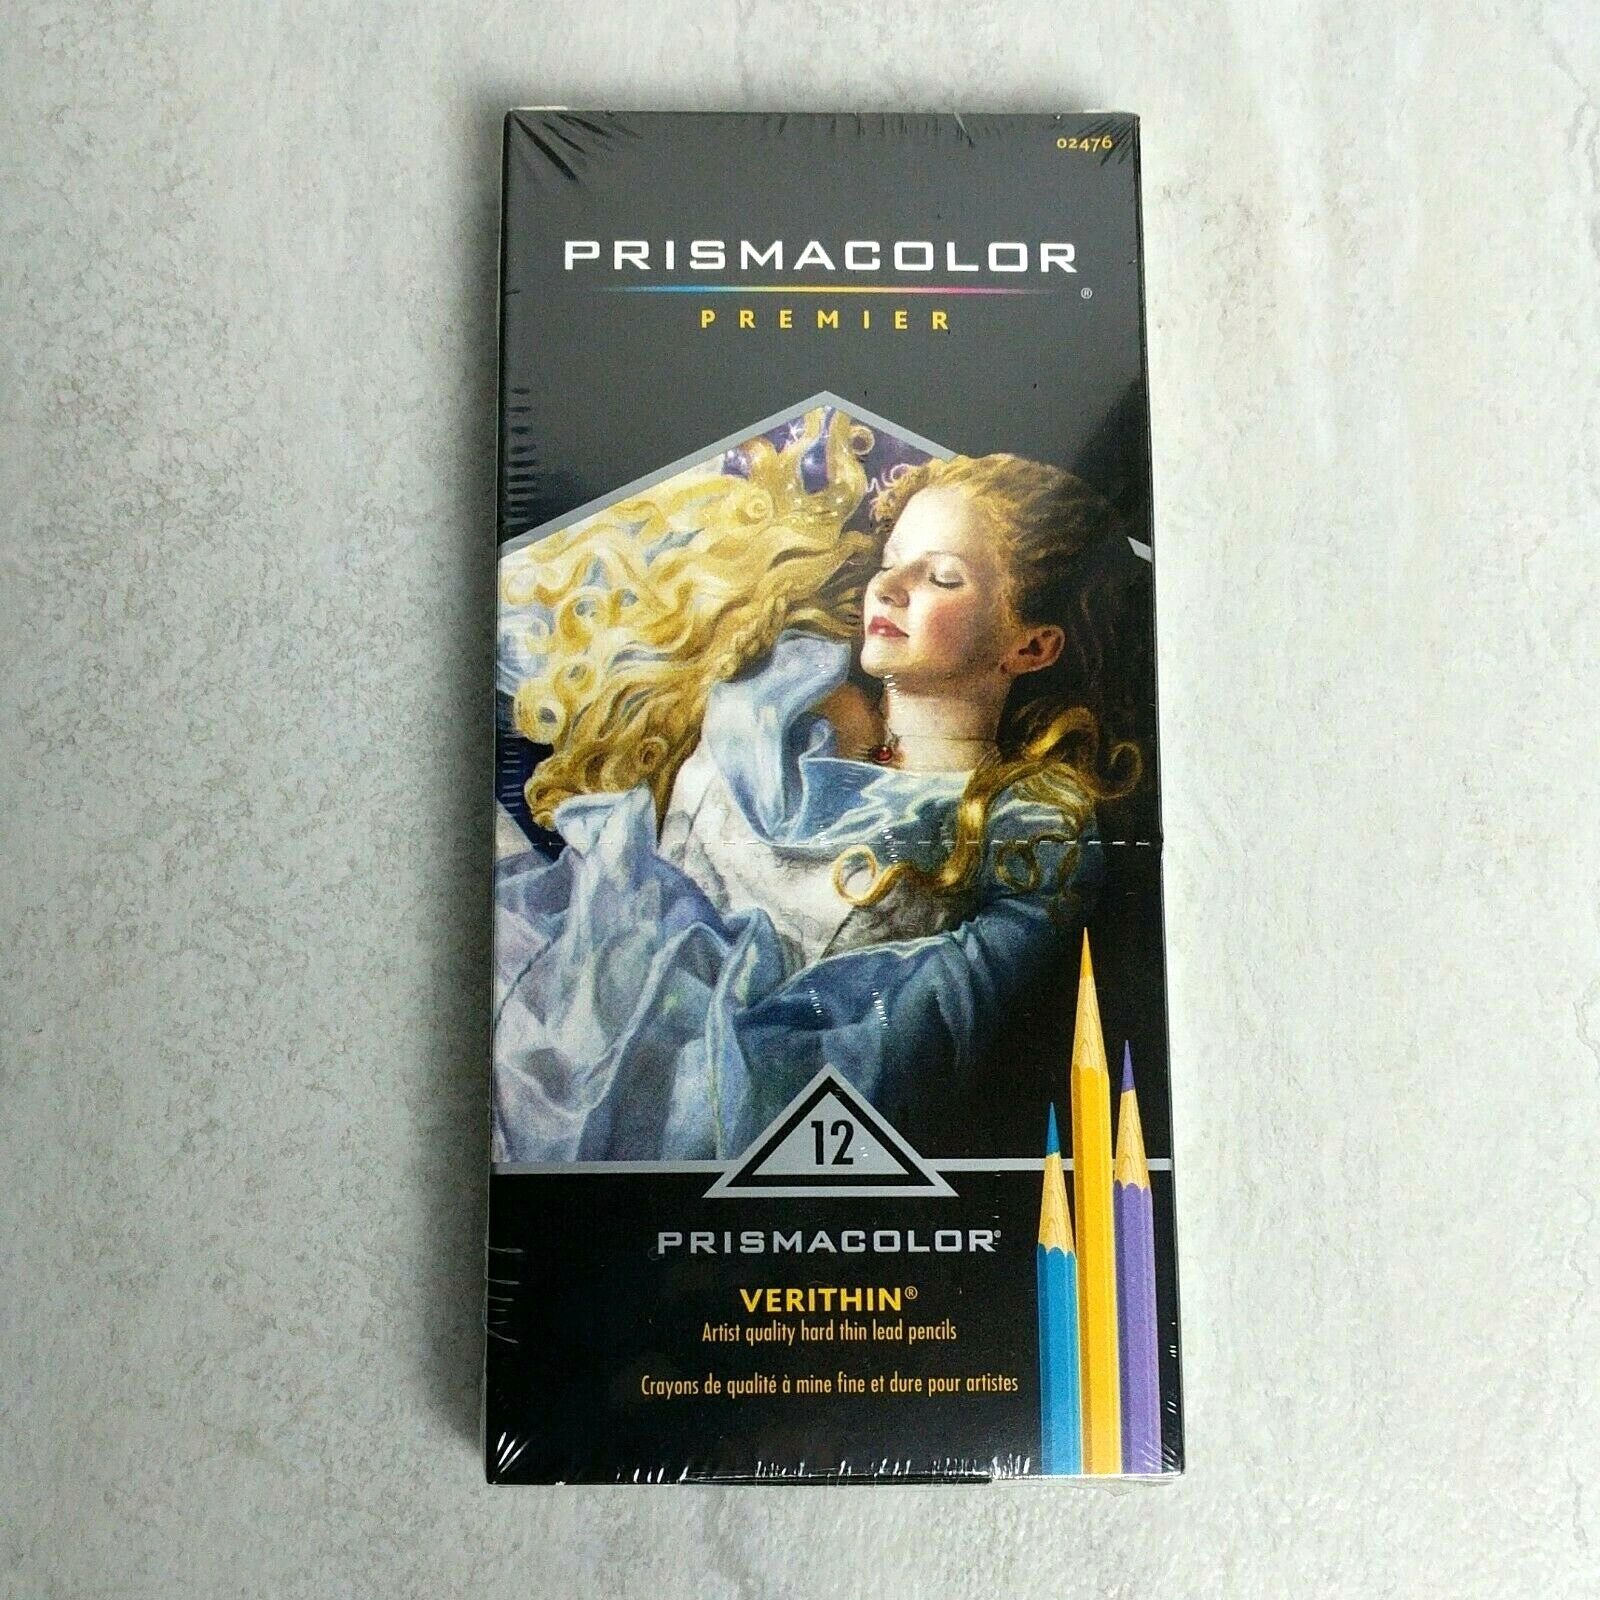 02476
PRISMACOLOR
®
PREMIER
12
PRISMACOLOR®
VERITHIN®
Artist quality hard thin lead pencils
Crayons de qualité à mine fine et dure pour artistes